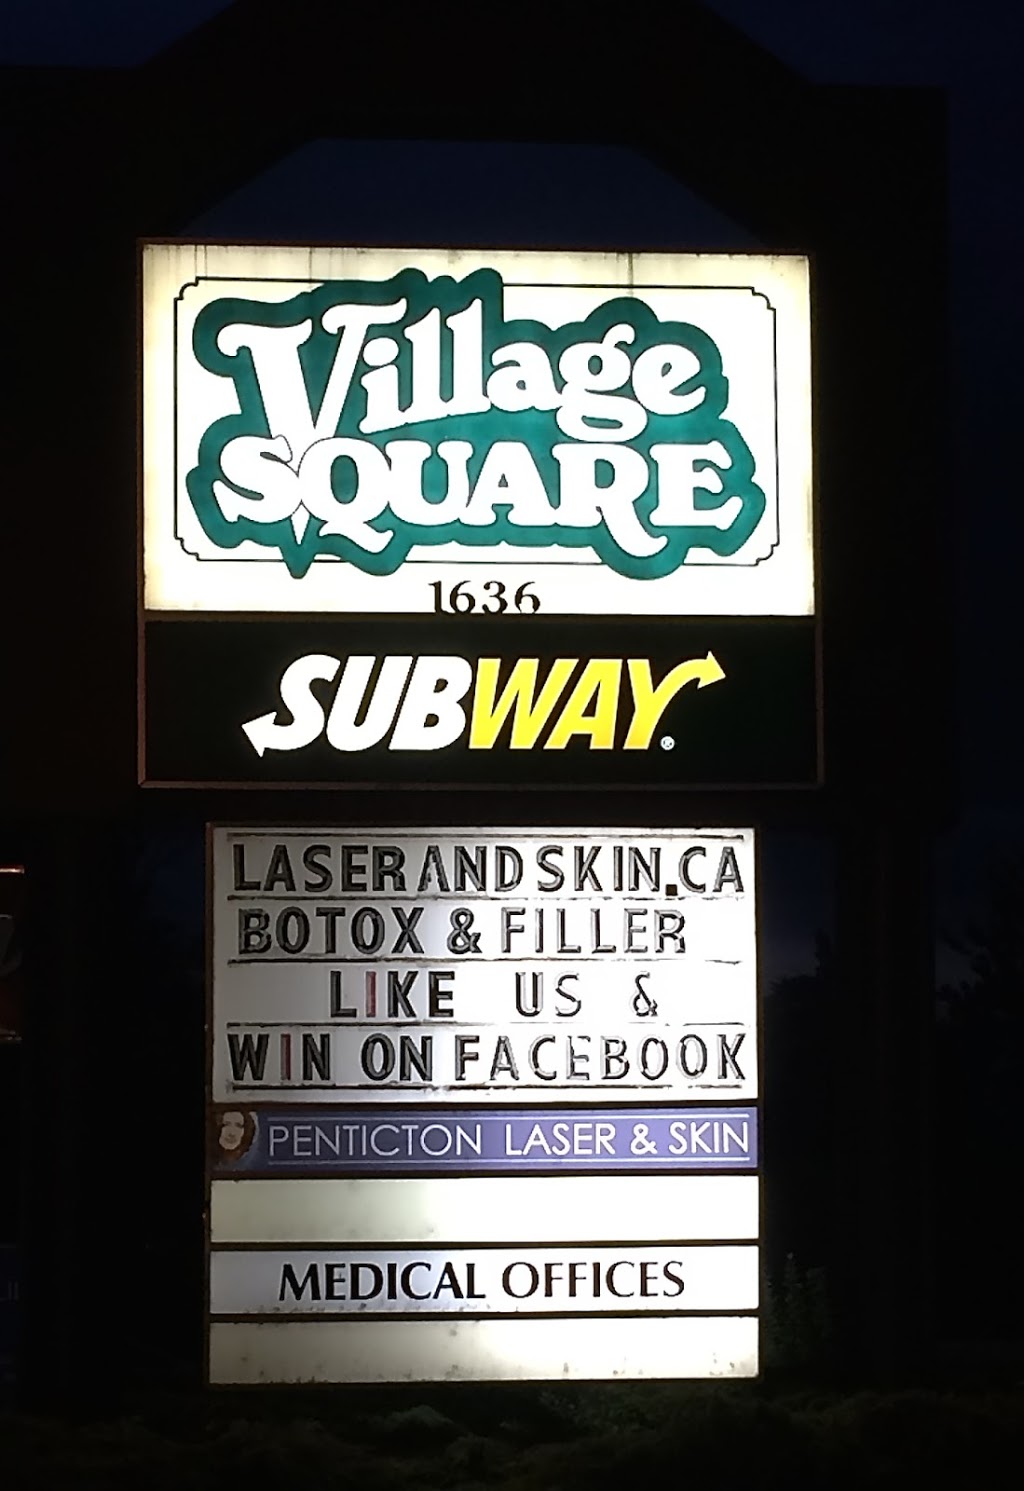 Village
SQUARE
1636
SUBWAY®
LASERANDSKIN.CA
BOTOX & FILLER
LIKE US &
WIN ON FACEBOOK
PENTICTON LASER & SKIN
MEDICAL OFFICES